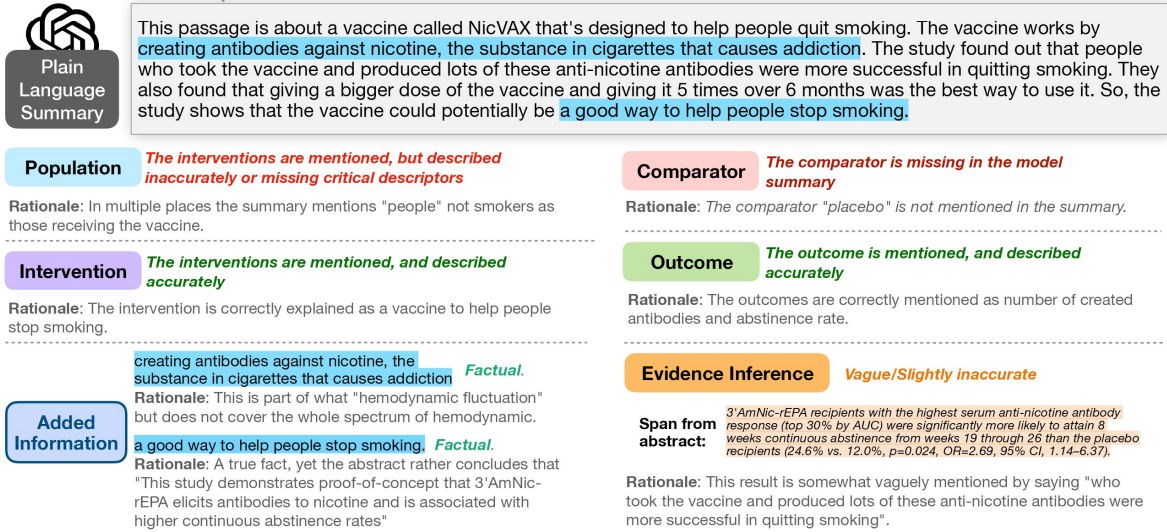 Plain
Language
Summary
This passage is about a vaccine called NicVAX that's designed to help people quit smoking. The vaccine works by
creating antibodies against nicotine, the substance in cigarettes that causes addiction. The study found out that people
who took the vaccine and produced lots of these anti-nicotine antibodies were more successful in quitting smoking. They
also found that giving a bigger dose of the vaccine and giving it 5 times over 6 months was the best way to use it. So, the
study shows that the vaccine could potentially be a good way to help people stop smoking.
Population
The interventions are mentioned, but described
inaccurately or missing critical descriptors
Rationale: In multiple places the summary mentions "people" not smokers as
those receiving the vaccine.
Comparator
The comparator is missing in the model
summary
Rationale: The comparator "placebo" is not mentioned in the summary.
Intervention
The interventions are mentioned, and described
accurately
Rationale: The intervention is correctly explained as a vaccine to help people
stop smoking.
Outcome
The outcome is mentioned, and described
accurately
Rationale: The outcomes are correctly mentioned as number of created
antibodies and abstinence rate.
Added
Information
creating antibodies against nicotine, the
substance in cigarettes that causes addiction
Factual.
Rationale: This is part of what "hemodynamic fluctuation"
but does not cover the whole spectrum of hemodynamic.
a good way to help people stop smoking. Factual.
Rationale: A true fact, yet the abstract rather concludes that
"This study demonstrates proof-of-concept that 3'AmNic-
rEPA elicits antibodies to nicotine and is associated with
higher continuous abstinence rates"
Evidence Inference
Vague/Slightly inaccurate
Span from
abstract:
3'AmNic-rEPA recipients with the highest serum anti-nicotine antibody
response (top 30% by AUC) were significantly more likely to attain 8
weeks continuous abstinence from weeks 19 through 26 than the placebo
recipients (24.6% vs. 12.0%, p=0.024, OR=2.69, 95% CI, 1.14–6.37).
Rationale: This result is somewhat vaguely mentioned by saying "who
took the vaccine and produced lots of these anti-nicotine antibodies were
more successful in quitting smoking".